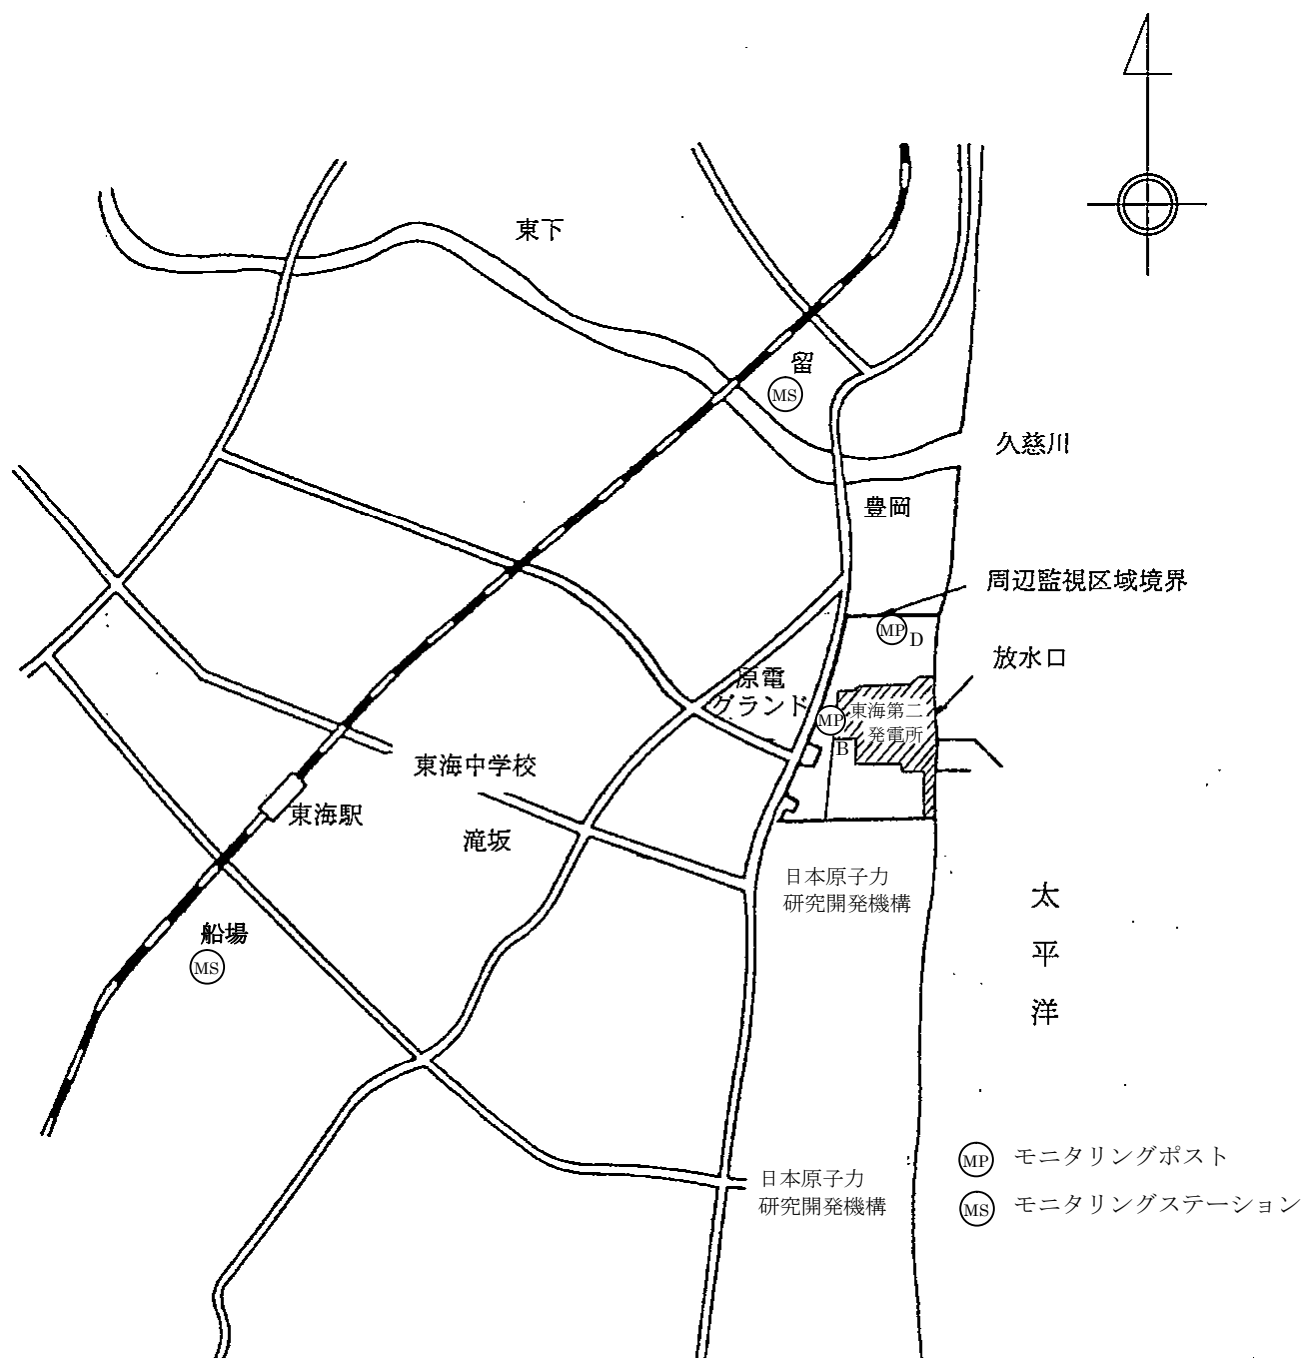 東下
留
MS
久慈川
豊岡
周辺監視区域境界
MP
D
放水口
原電
グランド
MP
B
東海第二
発電所
東海中学校
東海駅
滝坂
日本原子力
研究開発機構
太
平
洋
船場
MS
MP モニタリングポスト
日本原子力
研究開発機構
MS モニタリングステーション